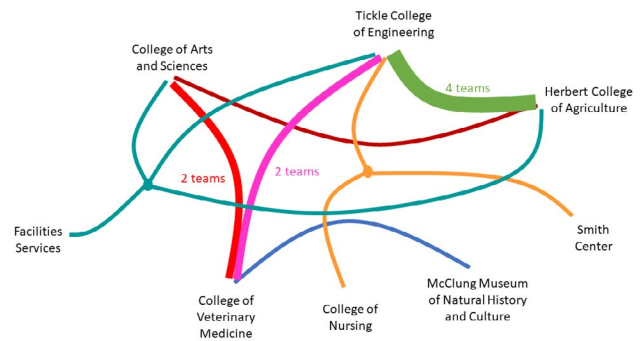 Tickle College
of Engineering
College of Arts
and Sciences
4 teams
Herbert College
of Agriculture
2 teams
2 teams
Facilities
Services
Smith
Center
College of
Veterinary
Medicine
College of
Nursing
McClung Museum
of Natural History
and Culture